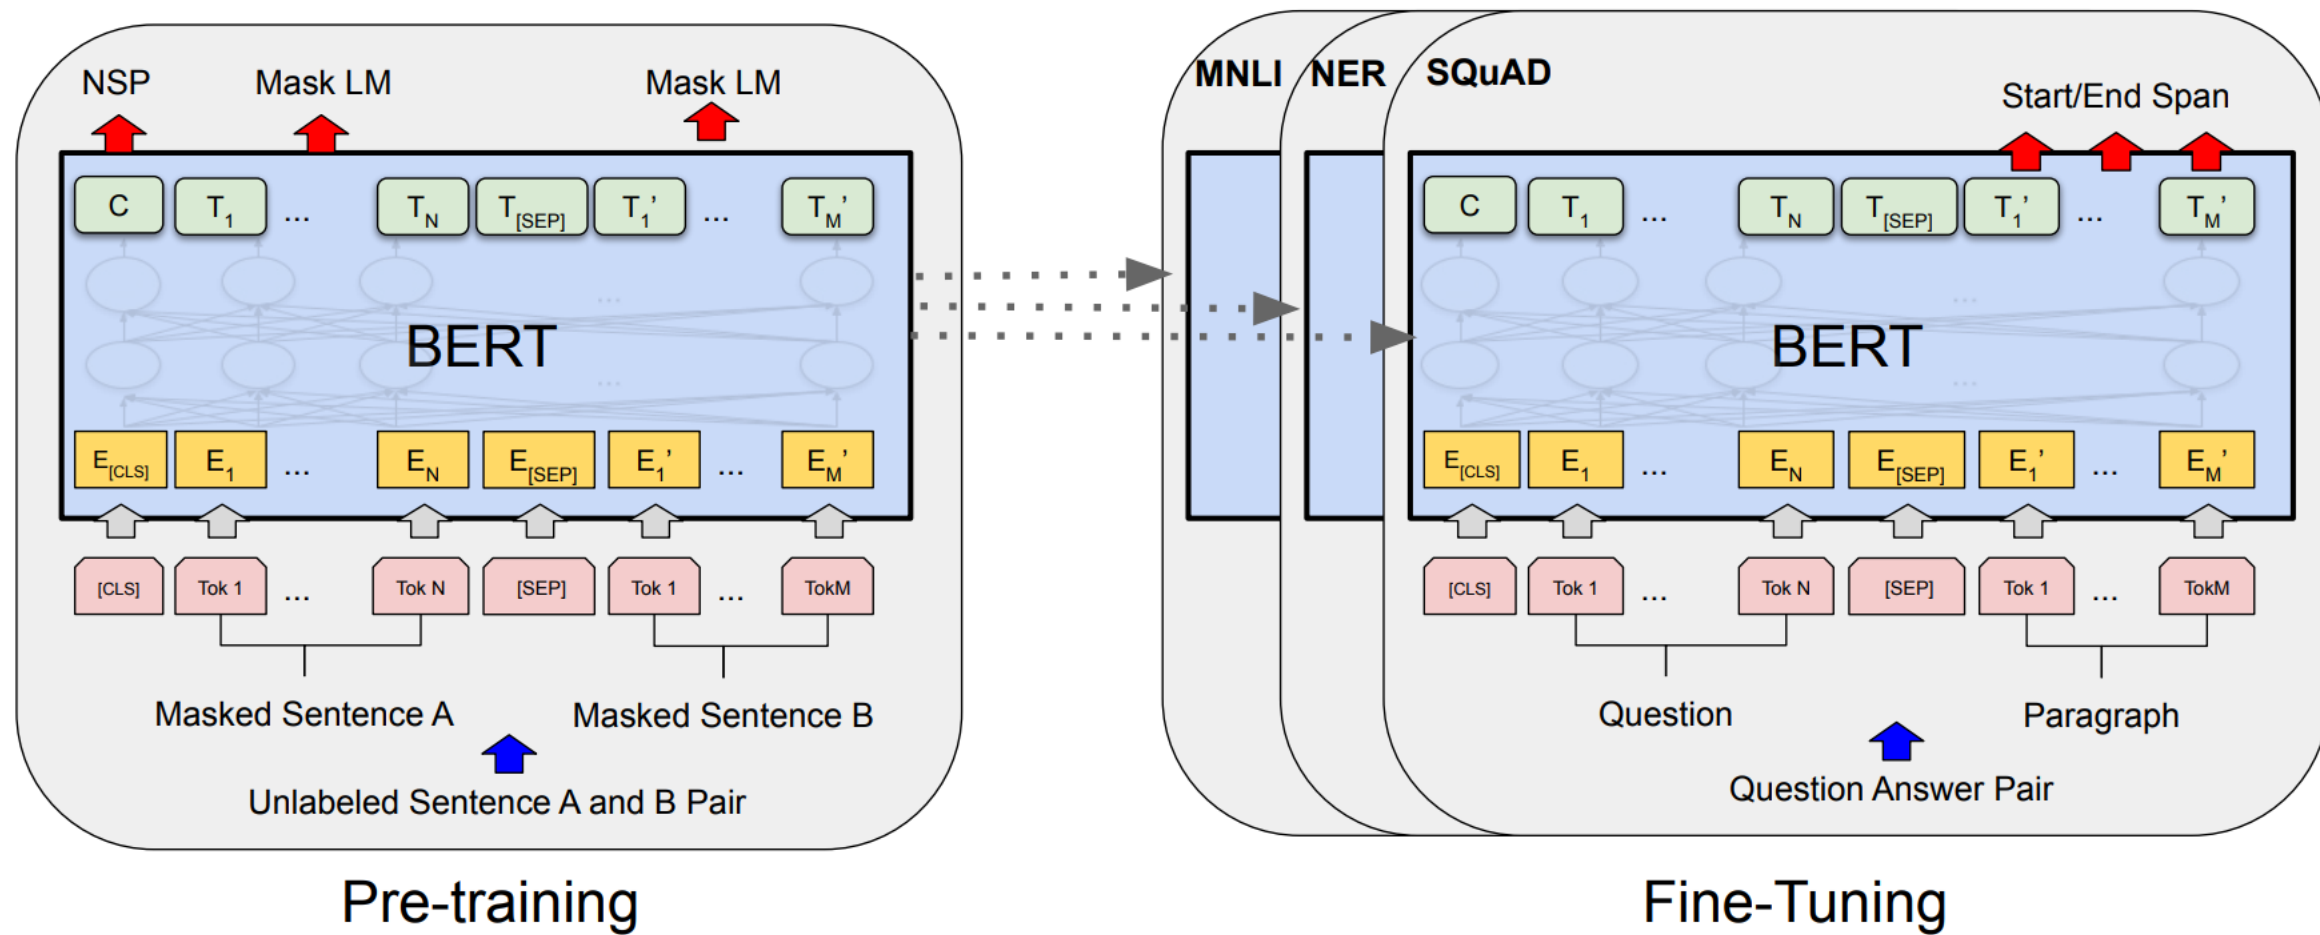 NSP Mask LM Mask LM
C T1 ... TN T[SEP] T1' ... TM'
... 
BERT
...
E[CLS] E1 ... EN E[SEP] E1' ... EM'
[CLS] Tok 1 ... Tok N [SEP] Tok 1 ... TokM
Masked Sentence A Masked Sentence B
Unlabeled Sentence A and B Pair
Pre-training
MNLI NER SQuAD
Start/End Span
C T1 ... TN T[SEP] T1' ... TM'
...
BERT
...
E[CLS] E1 ... EN E[SEP] E1' ... EM'
[CLS] Tok 1 ... Tok N [SEP] Tok 1 ... TokM
Question Paragraph
Question Answer Pair
Fine-Tuning